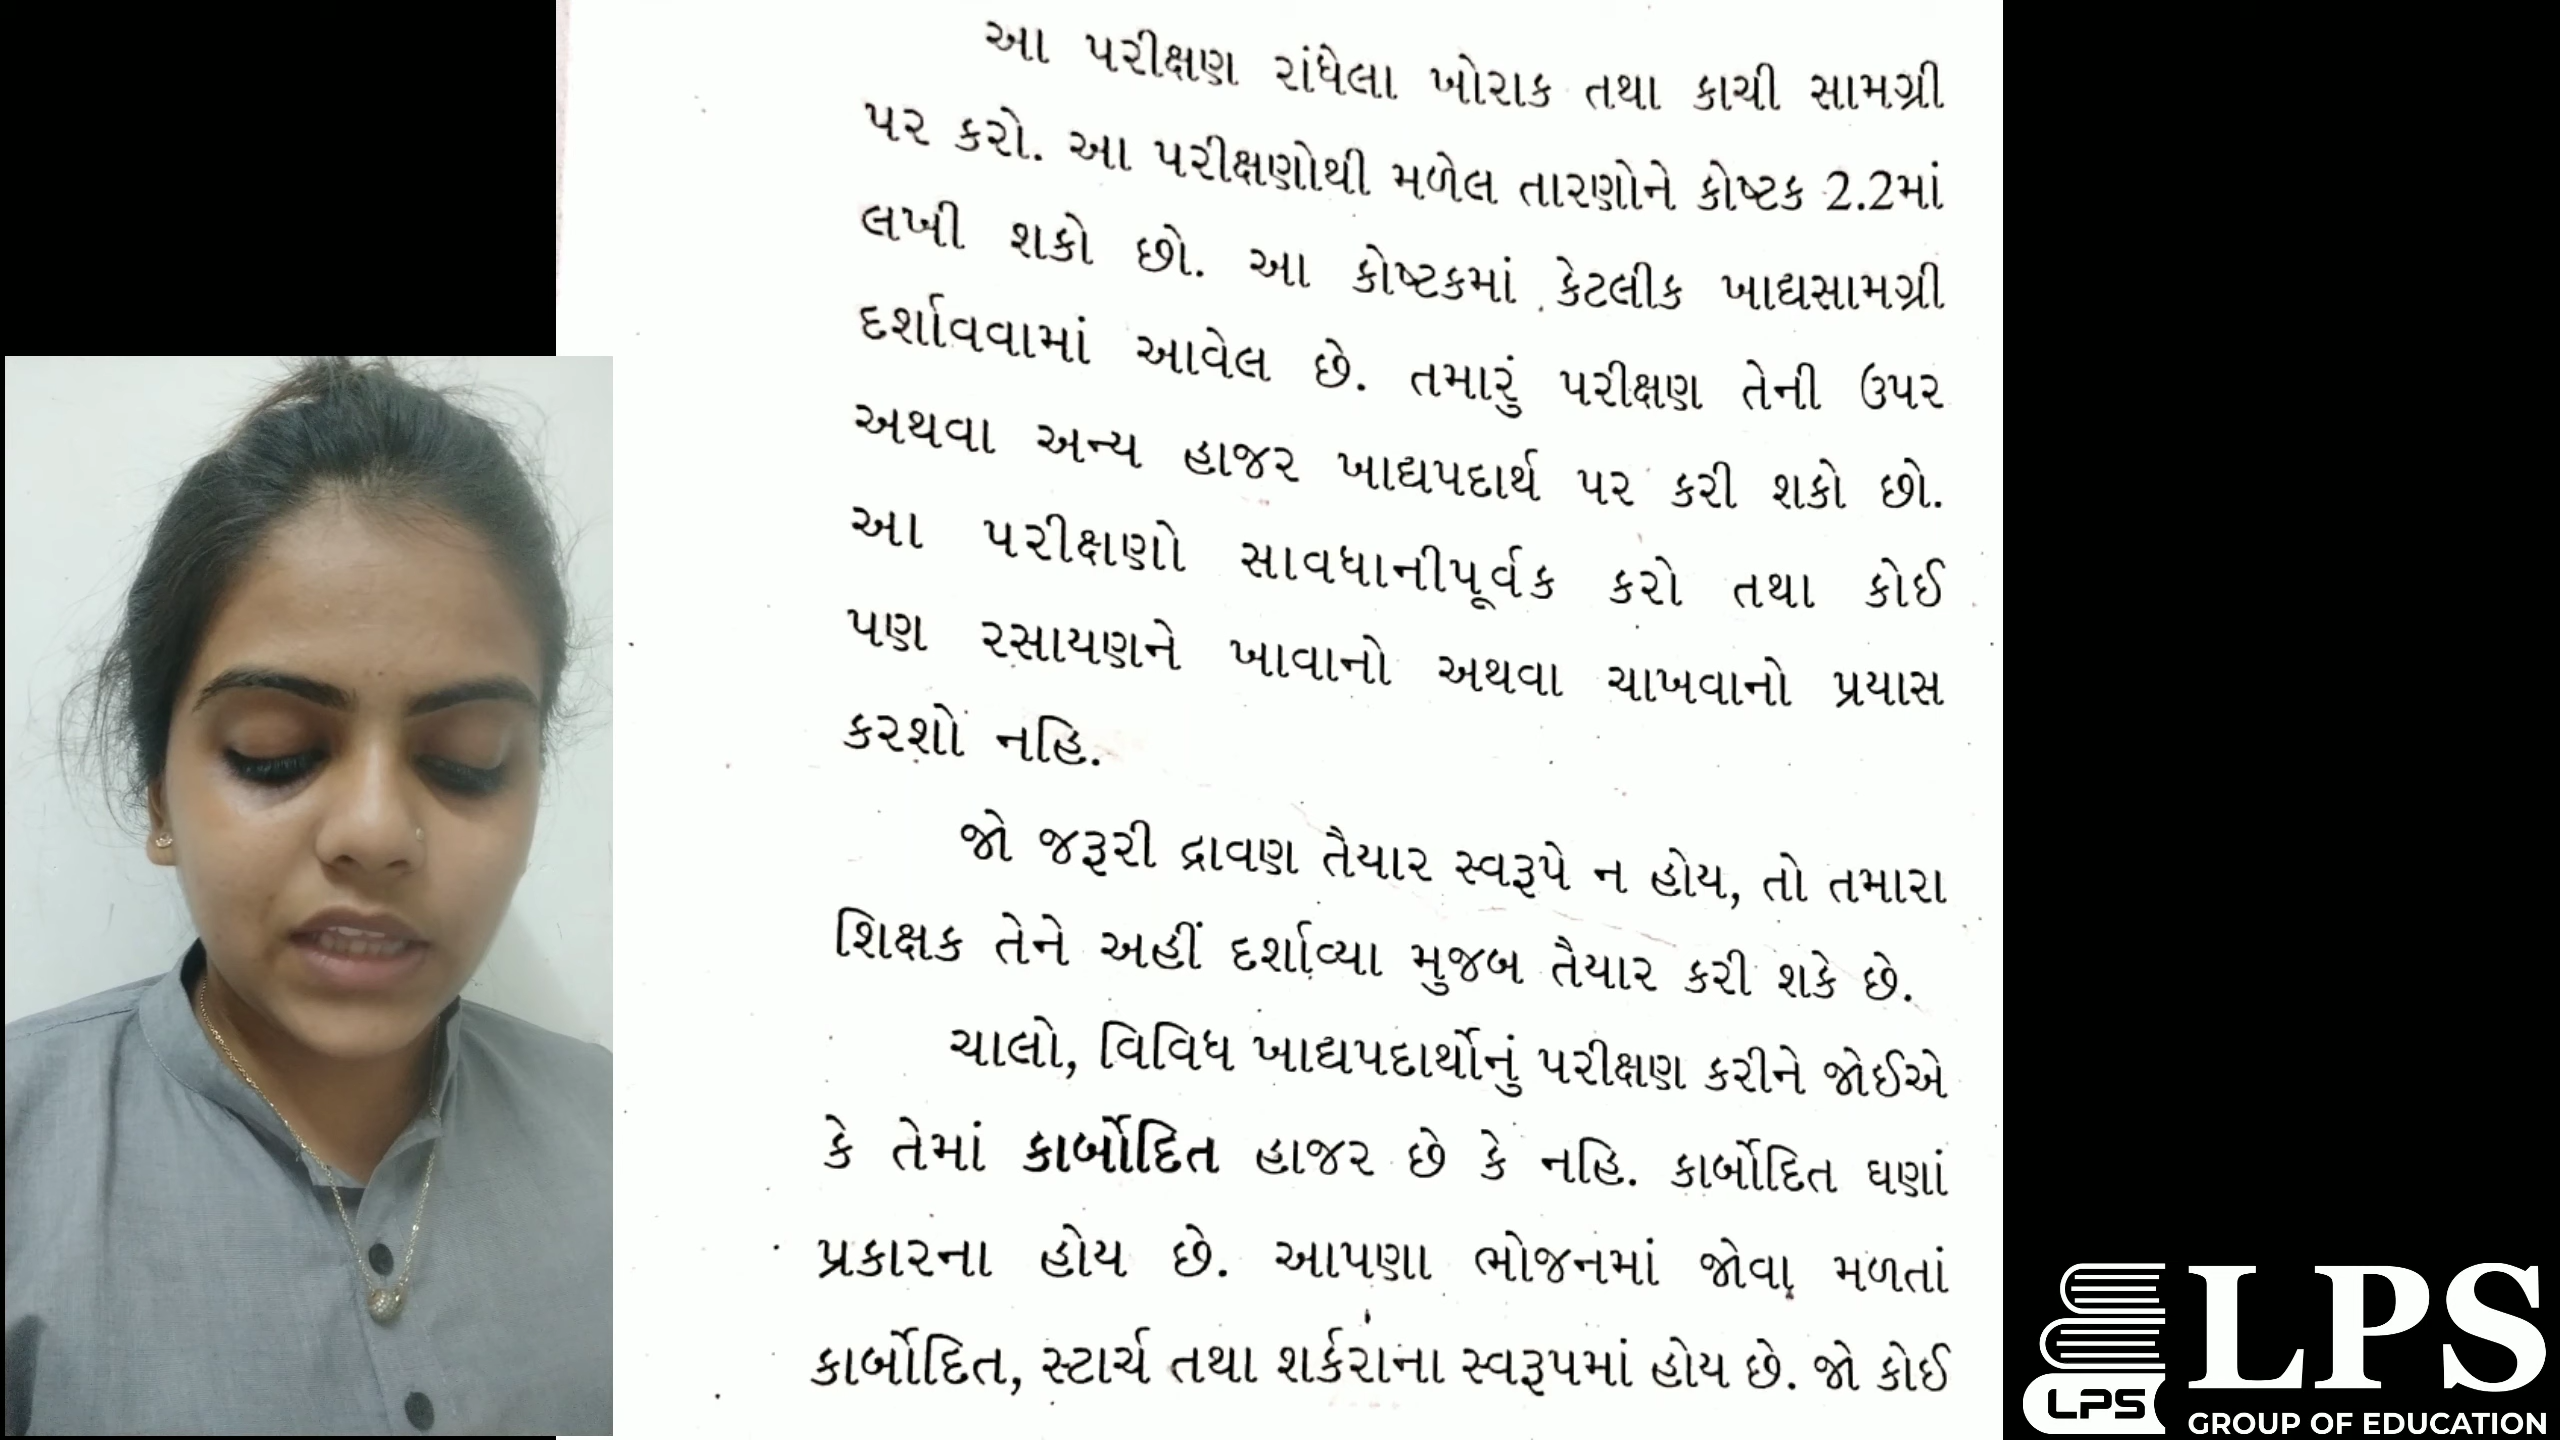 આ પરીક્ષણ રાંધેલા ખોરાક તથા કાચી સામગ્રી
પર કરો. આ પરીક્ષણોથી મળેલ તારણોને કોષ્ટક 2.2માં
લખી શકો છો. આ કોષ્ટકમાં કેટલીક ખાદ્યસામગ્રી
દર્શાવવામાં આવેલ છે. તમારું પરીક્ષણ તેની ઉપર
અથવા અન્ય હાજર ખાદ્યપદાર્થ પર કરી શકો છો.
આ પરીક્ષણો સાવધાનીપૂર્વક કરો તથા કોઈ
પણ રસાયણને ખાવાનો અથવા ચાખવાનો પ્રયાસ
કરશો નહિ.
જો જરૂરી દ્રાવણ તૈયાર સ્વરૂપે ન હોય, તો તમારા
શિક્ષક તેને અહીં દર્શાવ્યા મુજબ તૈયાર કરી શકે છે.
ચાલો, વિવિધ ખાદ્યપદાર્થોનું પરીક્ષણ કરીને જોઈએ
કે તેમાં કાર્બોદિત હાજર છે કે નહિ. કાર્બોદિત ઘણાં
પ્રકારના હોય છે. આપણા ભોજનમાં જોવા મળતાં
કાર્બોદિત, સ્ટાર્ચ તથા શર્કરાના સ્વરૂપમાં હોય છે. જો કોઈ
LPS
LPS
GROUP OF EDUCATION